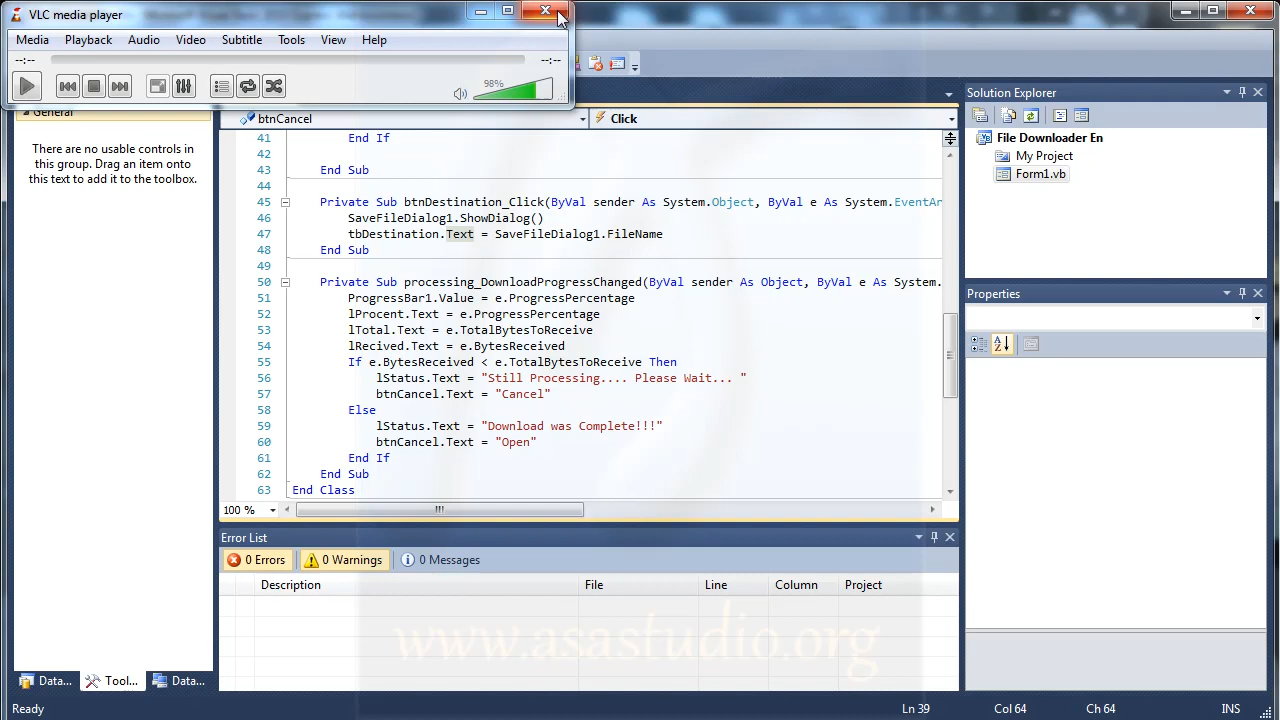 VLC media player
Media Playback Audio Video Subtitle Tools View Help
--:-- --:--
98%
General
There are no usable controls in
this group. Drag an item onto
this text to add it to the toolbox.
btnCancel Click
41 End If
42
43 End Sub
44
45 Private Sub btnDestination_Click(ByVal sender As System.Object, ByVal e As System.EventAr
46 SaveFileDialog1.ShowDialog()
47 tbDestination.Text = SaveFileDialog1.FileName
48 End Sub
49
50 Private Sub processing_DownloadProgressChanged(ByVal sender As Object, ByVal e As System.
51 ProgressBar1.Value = e.ProgressPercentage
52 lProcent.Text = e.ProgressPercentage
53 lTotal.Text = e.TotalBytesToReceive
54 lRecived.Text = e.BytesReceived
55 If e.BytesReceived < e.TotalBytesToReceive Then
56 lStatus.Text = "Still Processing.... Please Wait... "
57 btnCancel.Text = "Cancel"
58 Else
59 lStatus.Text = "Download was Complete!!!"
60 btnCancel.Text = "Open"
61 End If
62 End Sub
63 End Class
100 %
Error List
0 Errors 0 Warnings 0 Messages
Description File Line Column Project
www.asastudio.org
Solution Explorer
File Downloader En
My Project
Form1.vb
Properties
Data... Tool... Data...
Ready Ln 39 Col 64 Ch 64 INS